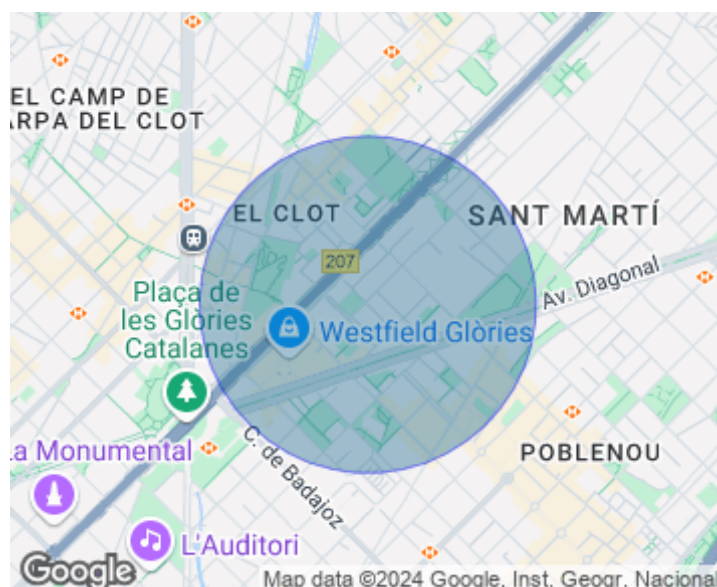 EL CAMP DE
ARPA DEL CLOT
EL CLOT
SANT MARTÍ
207
Av. Diagonal
Plaça de
les Glòries
Catalanes
Westfield Glòries
a Monumental
C. de Badajoz
POBLENOU
L'Auditori
Google
Map data ©2024 Google, Inst. Geogr. Nacional